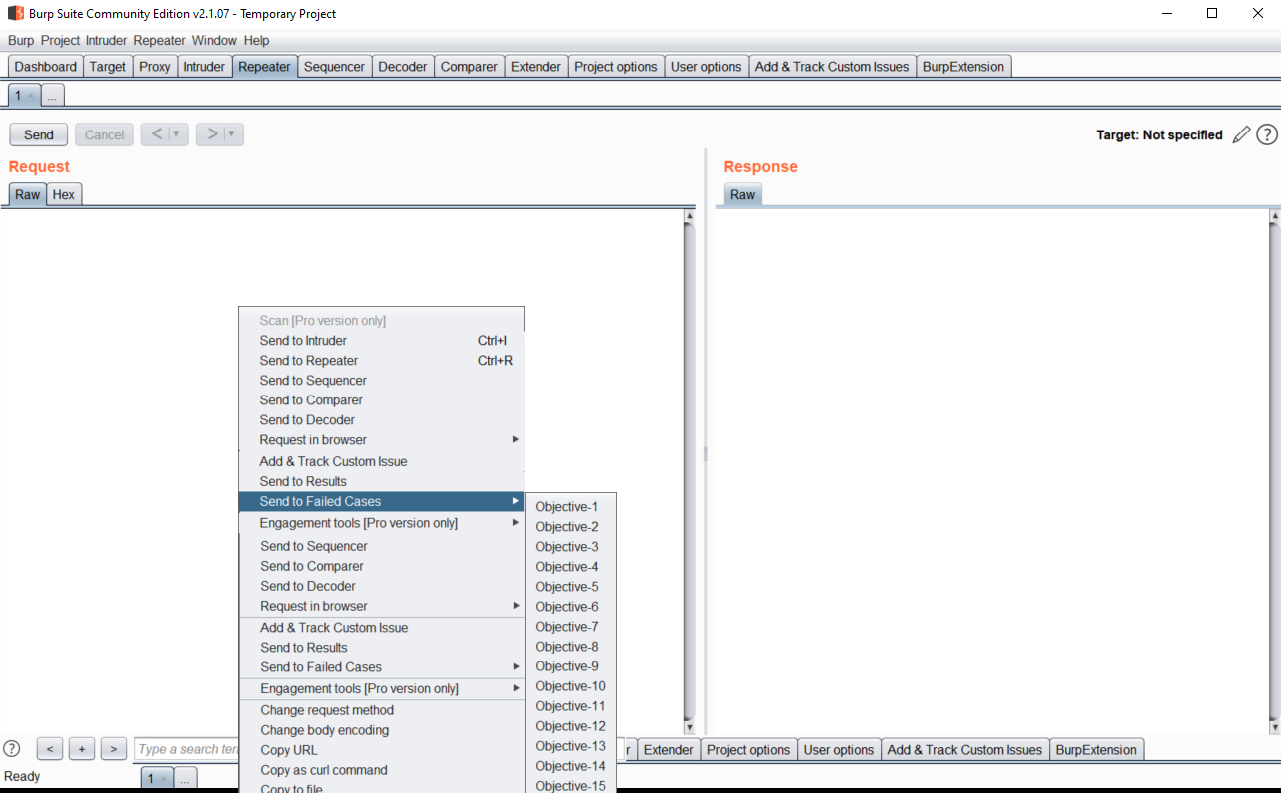 Burp Suite Community Edition v2.1.07 - Temporary Project
Burp Project Intruder Repeater Window Help
Dashboard Target Proxy Intruder Repeater Sequencer Decoder Comparer Extender Project options User options Add & Track Custom Issues BurpExtension
1 × ...
Send Cancel < > Target: Not specified ?
Request Response
Raw Hex Raw
Scan [Pro version only]
Send to Intruder Ctrl+I
Send to Repeater Ctrl+R
Send to Sequencer
Send to Comparer
Send to Decoder
Request in browser
Add & Track Custom Issue
Send to Results
Send to Failed Cases
Objective-1
Engagement tools [Pro version only] Objective-2
Send to Sequencer Objective-3
Send to Comparer Objective-4
Send to Decoder Objective-5
Request in browser Objective-6
Add & Track Custom Issue Objective-7
Send to Results Objective-8
Send to Failed Cases Objective-9
Engagement tools [Pro version only] Objective-10
Change request method Objective-11
Change body encoding Objective-12
? < + > Type a search ter Copy URL Objective-13 r Extender Project options User options Add & Track Custom Issues BurpExtension
Copy as curl command Objective-14
Ready 1 × ... Copy to file Objective-15